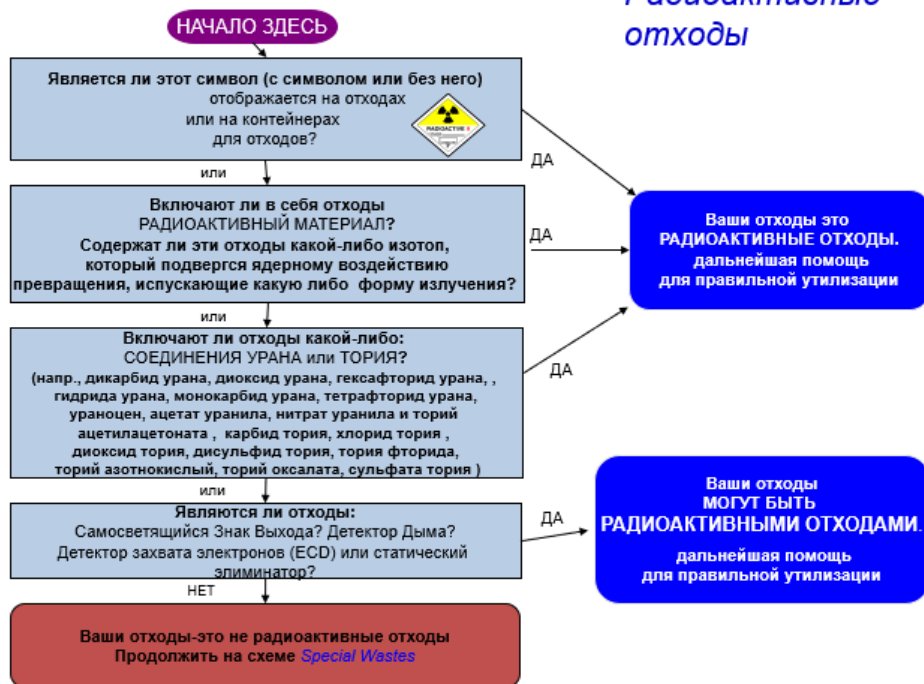 Радиоактивные
отходы
НАЧАЛО ЗДЕСЬ
Является ли этот символ (с символом или без него)
отображается на отходах
или на контейнерах
для отходов?
RADIOACTIVE II
ДА
или
Включают ли в себя отходы
РАДИОАКТИВНЫЙ МАТЕРИАЛ?
Содержат ли эти отходы какой-либо изотоп,
который подвергся ядерному воздействию
превращения, испускающие какую либо форму излучения?
ДА
Ваши отходы это
РАДИОАКТИВНЫЕ ОТХОДЫ.
дальнейшая помощь
для правильной утилизации
или
Включают ли отходы какой-либо:
СОЕДИНЕНИЯ УРАНА или ТОРИЯ?
(напр., дикарбид урана, диоксид урана, гексафторид урана, ,
гидрида урана, монокарбид урана, тетрафторид урана,
ураноцен, ацетат уранила, нитрат уранила и торий
ацетилацетоната , карбид тория, хлорид тория ,
диоксид тория, дисульфид тория, тория фторида,
торий азотнокислый, торий оксалата, сульфата тория )
ДА
или
Являются ли отходы:
Самосветящийся Знак Выхода? Детектор Дыма?
Детектор захвата электронов (ECD) или статический
элиминатор?
ДА
Ваши отходы
МОГУТ БЫТЬ
РАДИОАКТИВНЫМИ ОТХОДАМИ.
дальнейшая помощь
для правильной утилизации
НЕТ
Ваши отходы-это не радиоактивные отходы
Продолжить на схеме Special Wastes